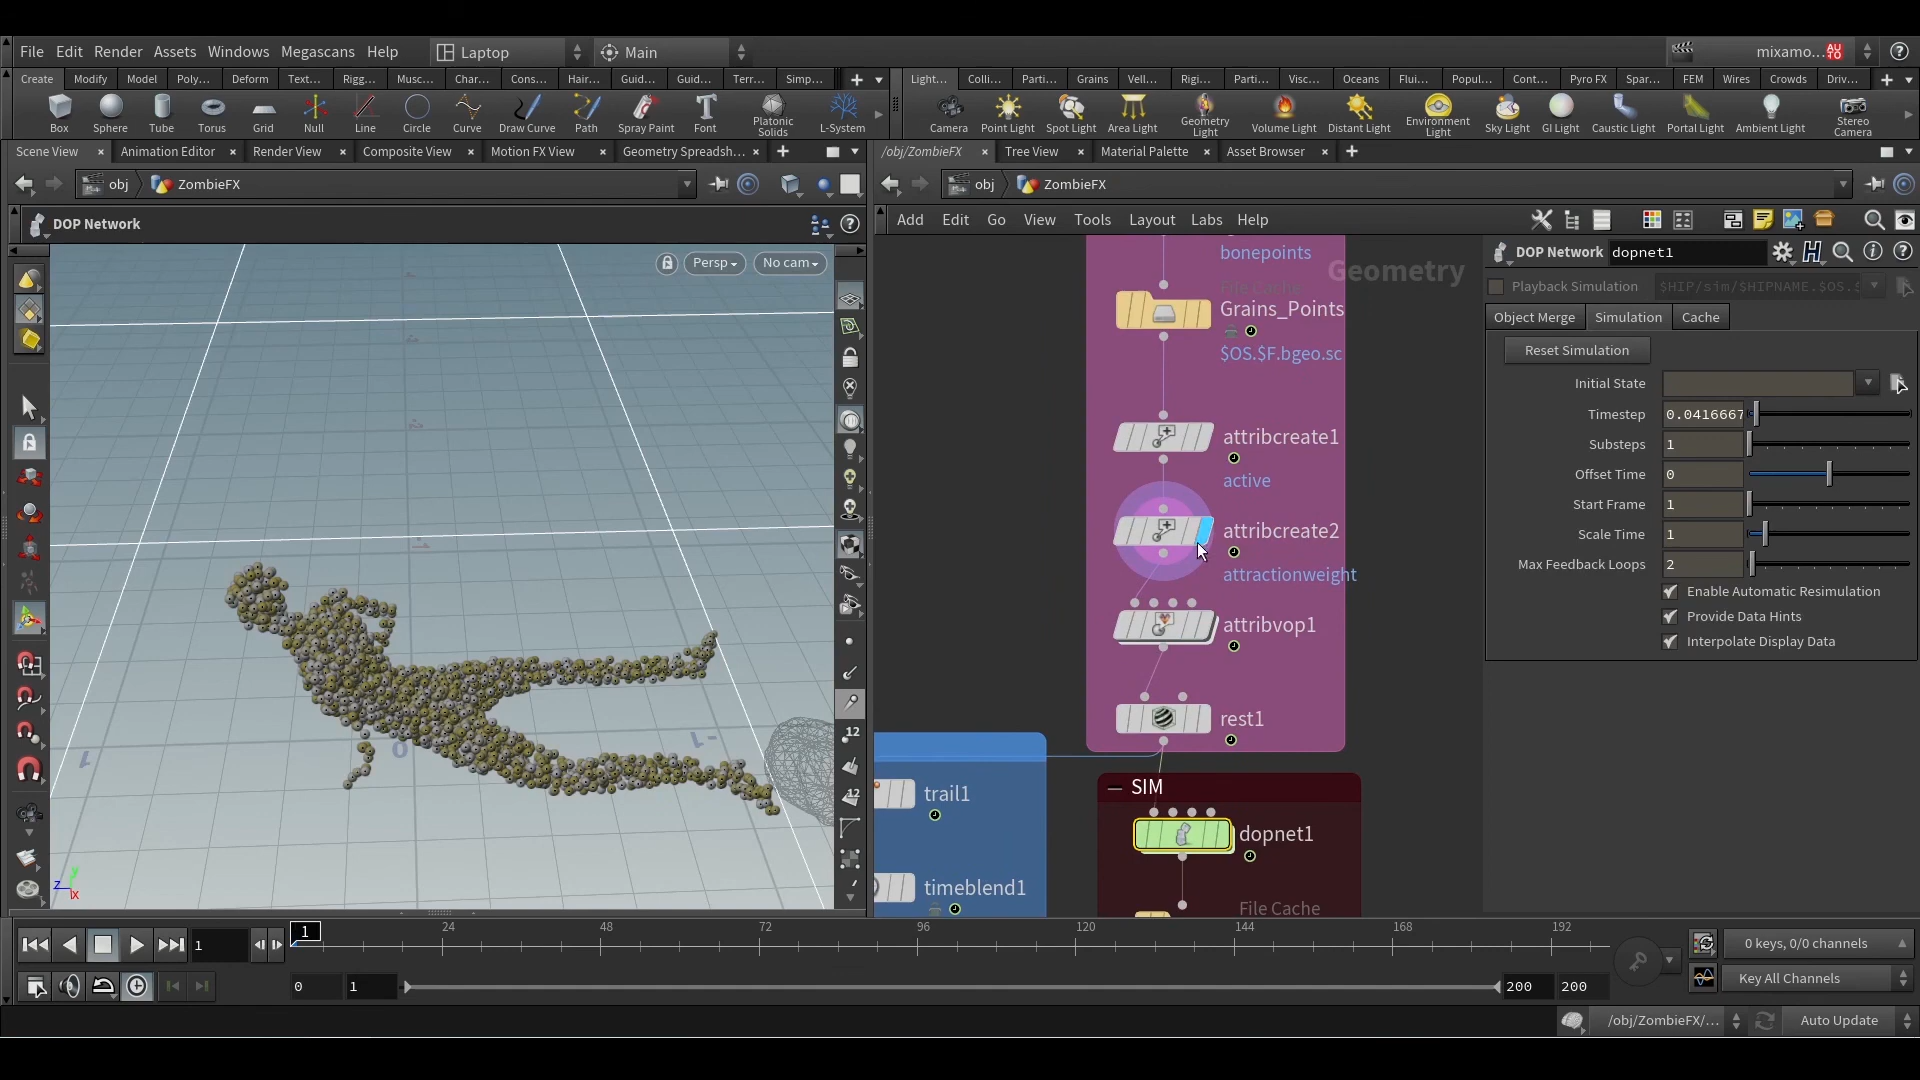 File Edit Render Assets Windows Megascans Help Laptop Main mixamo... AUTO
Create Modify Model Poly... Deform Text... Rigg... Musc... Char... Cons... Hair... Guid... Guid... Terr... Simp...
Light... Colli... Parti... Grains Vell... Rigi... Parti... Visc... Oceans Flui... Popul... Cont... Pyro FX Spar... FEM Wires Crowds Driv...
Box Sphere Tube Torus Grid Null Line Circle Curve Draw Curve Path Spray Paint Font Platonic Solids L-System
Camera Point Light Spot Light Area Light Geometry Light Volume Light Distant Light Environment Light Sky Light GI Light Caustic Light Portal Light Ambient Light Stereo Camera
Scene View Animation Editor Render View Composite View Motion FX View Geometry Spreadsh...
/obj/ZombieFX Tree View Material Palette Asset Browser
obj ZombieFX
obj ZombieFX
DOP Network
Persp No cam
Add Edit Go View Tools Layout Labs Help
Geometry
bonepoints
File Cache
Grains_Points
$OS.$F.bgeo.sc
attribcreate1
active
attribcreate2
attractionweight
attribvop1
rest1
trail1
timeblend1
SIM
dopnet1
File Cache
DOP Network dopnet1
Playback Simulation $HIP/sim/$HIPNAME.$OS.$
Object Merge Simulation Cache
Reset Simulation
Initial State
Timestep 0.0416667
Substeps 1
Offset Time 0
Start Frame 1
Scale Time 1
Max Feedback Loops 2
Enable Automatic Resimulation
Provide Data Hints
Interpolate Display Data
12
12
1 0 -1
z y x
1 1 24 48 72 96 120 144 168 192
0 keys, 0/0 channels
0 1 200 200
Key All Channels
/obj/ZombieFX/... Auto Update